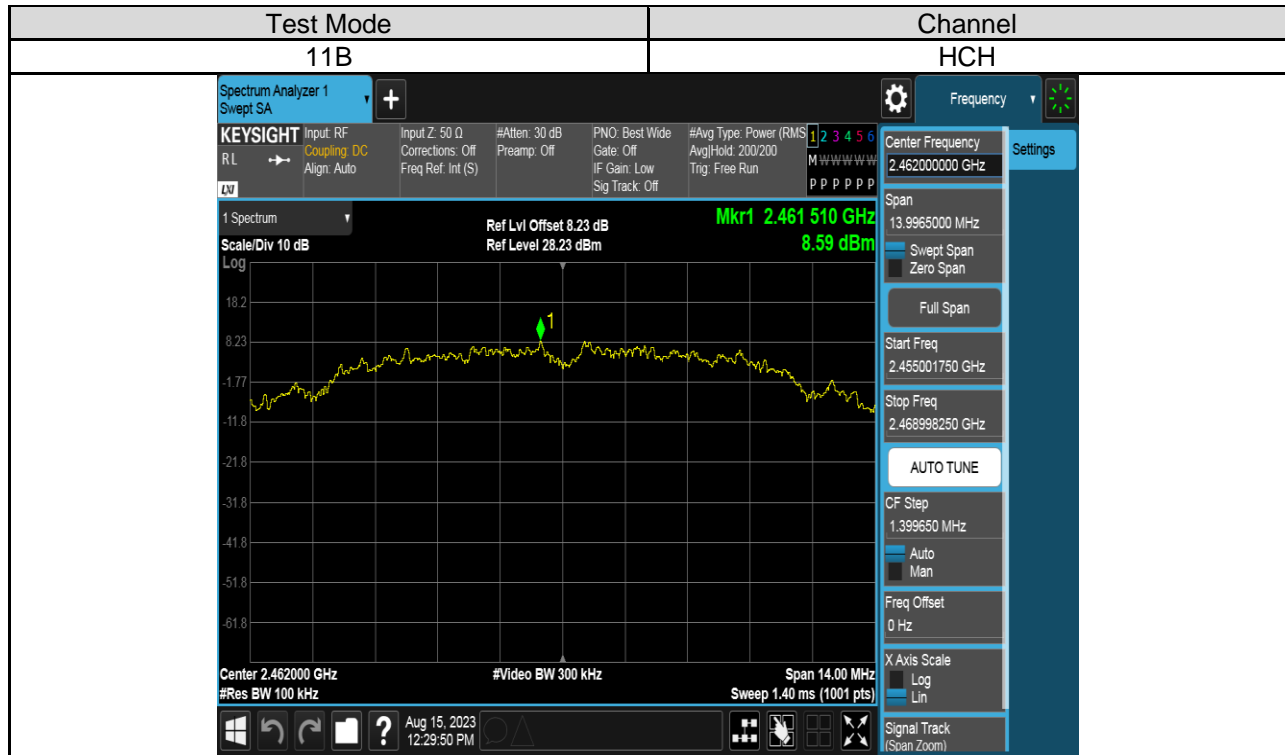 Test Mode Channel
11B HCH
Spectrum Analyzer 1
Swept SA
+
Frequency
KEYSIGHT
RL
LXI
Input: RF
Coupling: DC
Align: Auto
Input Z: 50 Ω
Corrections: Off
Freq Ref: Int (S)
#Atten: 30 dB
Preamp: Off
PNO: Best Wide
Gate: Off
IF Gain: Low
Sig Track: Off
#Avg Type: Power (RMS
Avg|Hold: 200/200
Trig: Free Run
1 2 3 4 5 6
M W W W W W
P P P P P P
1 Spectrum
Scale/Div 10 dB
Log
Ref Lvl Offset 8.23 dB
Ref Level 28.23 dBm
Mkr1 2.461 510 GHz
8.59 dBm
1
18.2
8.23
-1.77
-11.8
-21.8
-31.8
-41.8
-51.8
-61.8
Center 2.462000 GHz
#Res BW 100 kHz
#Video BW 300 kHz
Span 14.00 MHz
Sweep 1.40 ms (1001 pts)
Aug 15, 2023
12:29:50 PM
?
Center Frequency
2.462000000 GHz
Settings
Span
13.9965000 MHz
Swept Span
Zero Span
Full Span
Start Freq
2.455001750 GHz
Stop Freq
2.468998250 GHz
AUTO TUNE
CF Step
1.399650 MHz
Auto
Man
Freq Offset
0 Hz
X Axis Scale
Log
Lin
Signal Track
(Span Zoom)